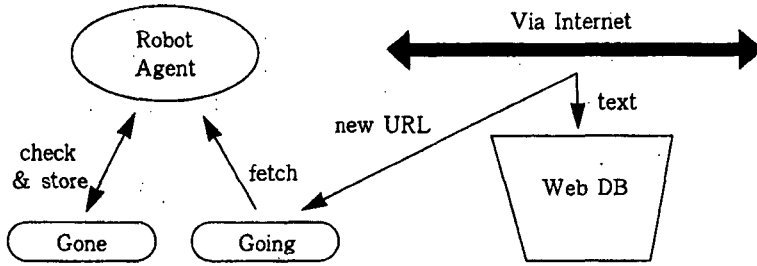 Robot
Agent
Via Internet
new URL
text
check
& store
fetch
Web DB
Gone
Going